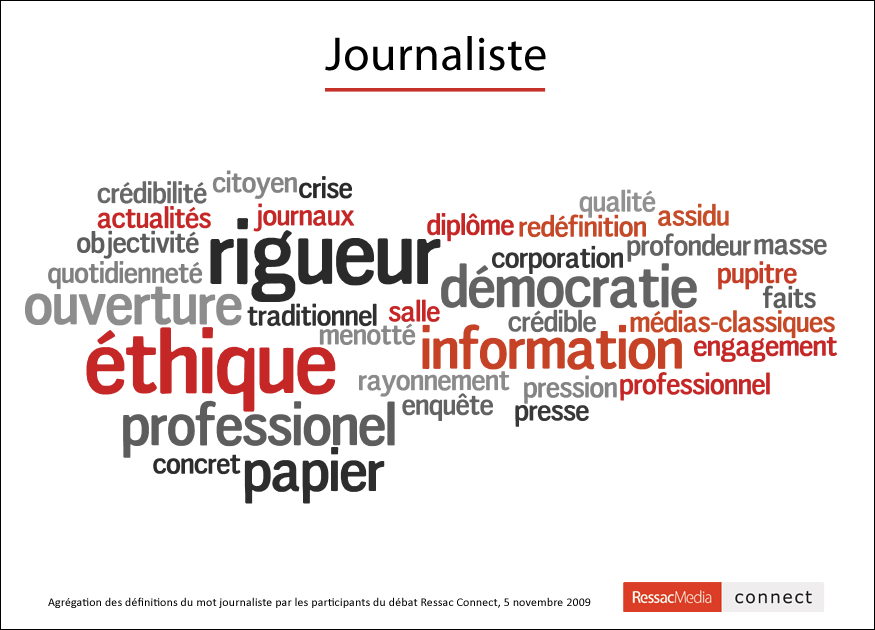 Journaliste
crédibilité citoyen crise
qualité
actualités journaux diplôme redéfinition assidu
objectivité rigueur corporation profondeur masse
quotidienneté démocratie pupitre
ouverture traditionnel salle faits
menotté crédible médias-classiques
éthique information engagement
rayonnement pression professionnel
professionel enquête presse
concret papier
Agrégation des définitions du mot journaliste par les participants du débat Ressac Connect, 5 novembre 2009
RessacMedia connect